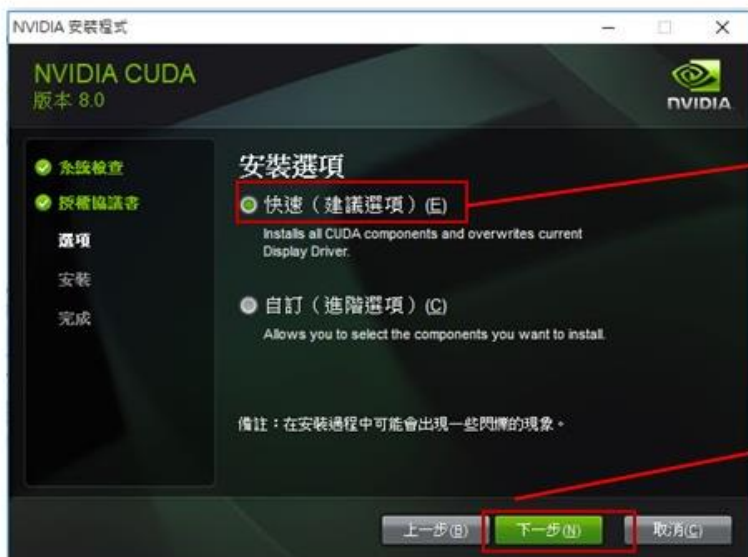 NVIDIA 安裝程式
NVIDIA CUDA
版本 8.0
NVIDIA
系統檢查
授權協議書
選項
安裝
完成
安裝選項
快速（建議選項）(E)
Installs all CUDA components and overwrites current
Display Driver.
自訂（進階選項）(C)
Allows you to select the components you want to install.
備註：在安裝過程中可能會出現一些閃爍的現象。
上一步(B)
下一步(N)
取消(C)